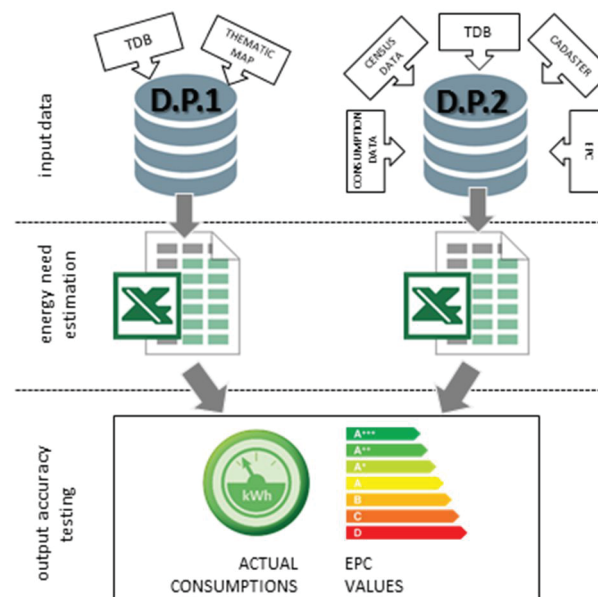 TDB
THEMATIC
MAP
D.P.1
CENSUS
DATA
TDB
CADASTER
CONSUMPTION
DATA
D.P.2
EPC
input data
energy need
estimation
X
X
output accuracy
testing
kWh
A+++
A++
A+
A
B
C
D
ACTUAL
CONSUMPTIONS
EPC
VALUES